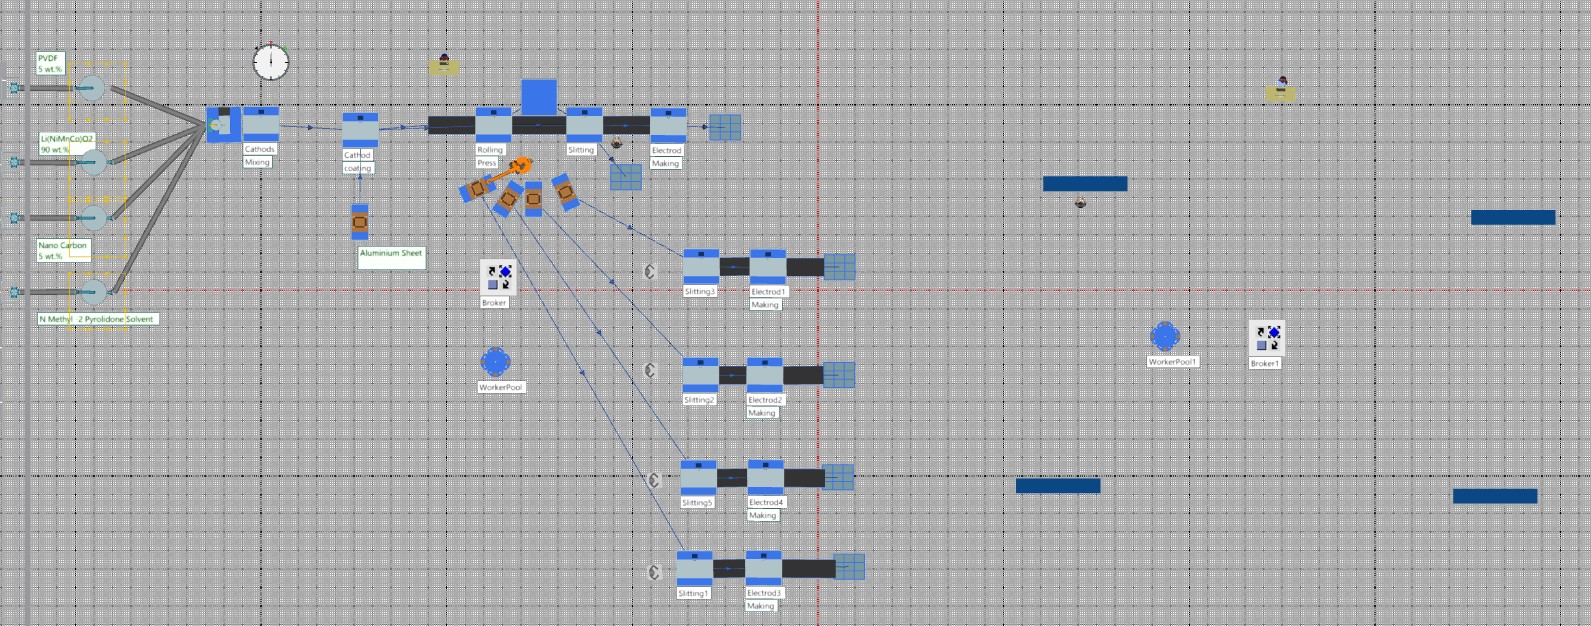 PVDF
5 wt.%
Li(NiMnCo)O2
90 wt.%
Nano Carbon
5 wt.%
N Methyl -2 Pyrolidone Solvent
Cathods
Mixing
Cathod
coating
Aluminium Sheet
Rolling
Press
Slitting
Electrod
Making
Slitting3
Electrod1
Making
Broker
WorkerPool
Slitting2
Electrod2
Making
Slitting5
Electrod4
Making
Slitting1
Electrod3
Making
WorkerPool1
Broker1